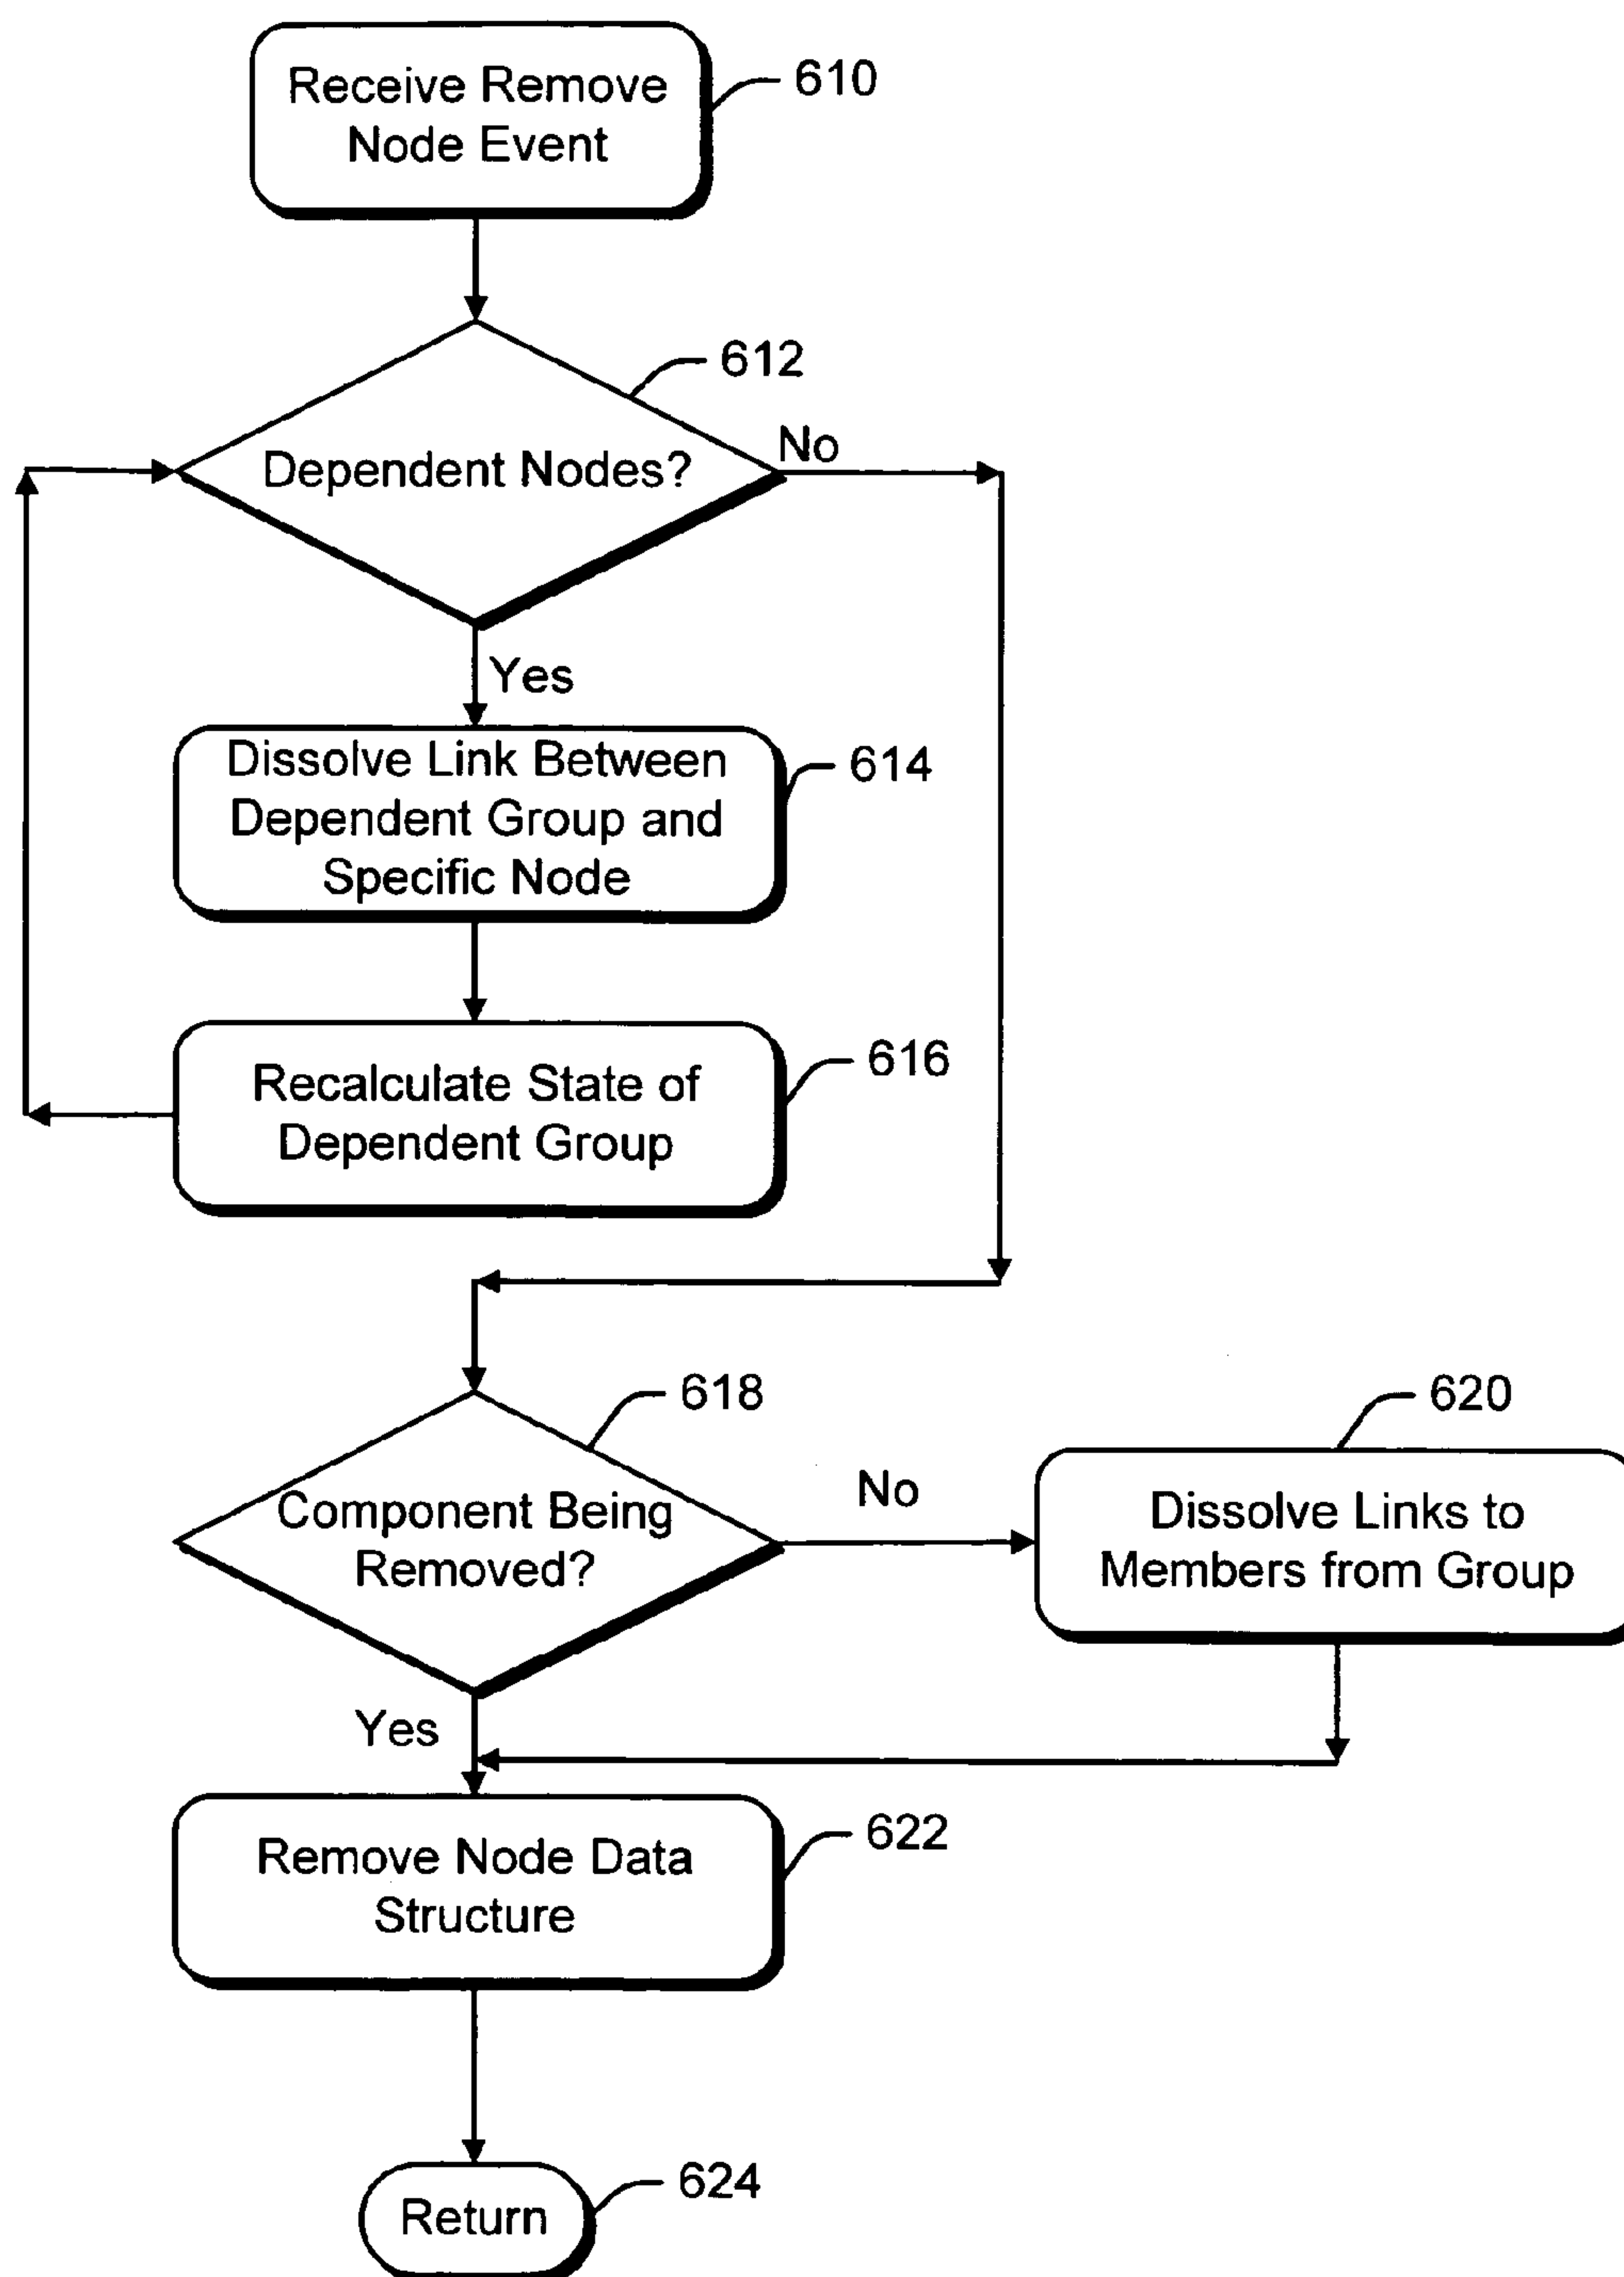 Receive Remove
Node Event
610
612
Dependent Nodes?
No
Yes
Dissolve Link Between
Dependent Group and
Specific Node
614
Recalculate State of
Dependent Group
616
618
Component Being
Removed?
No
620
Dissolve Links to
Members from Group
Yes
Remove Node Data
Structure
622
Return
624